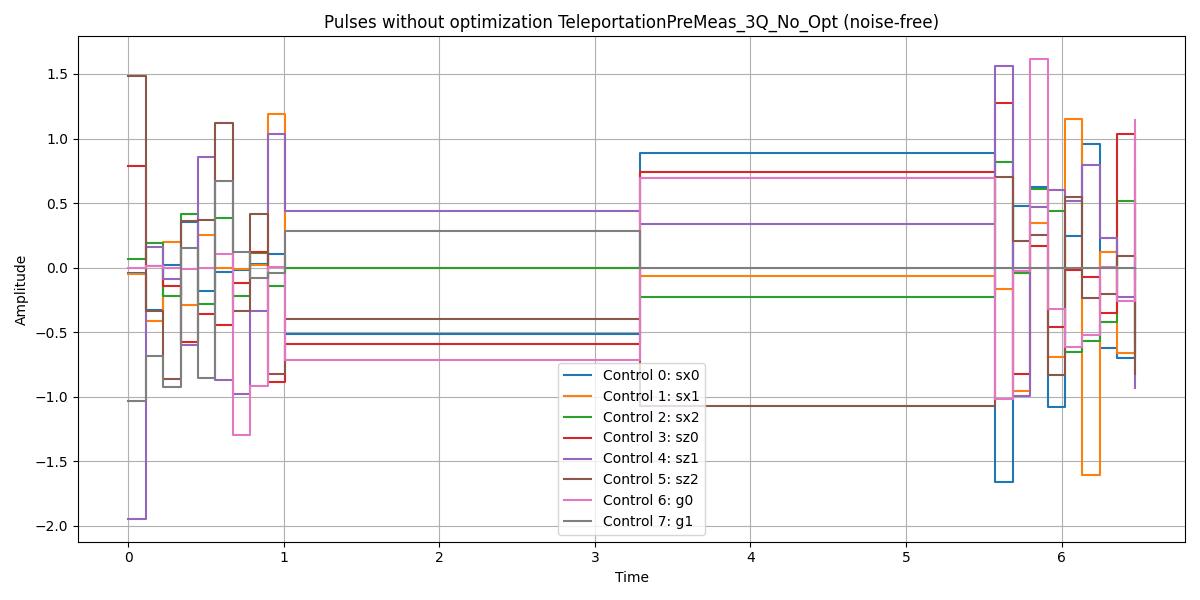 Pulses without optimization TeleportationPreMeas_3Q_No_Opt (noise-free)
Amplitude
1.5
1.0
0.5
0.0
−0.5
−1.0
−1.5
−2.0
Control 0: sx0
Control 1: sx1
Control 2: sx2
Control 3: sz0
Control 4: sz1
Control 5: sz2
Control 6: g0
Control 7: g1
0 1 2 3 4 5 6
Time